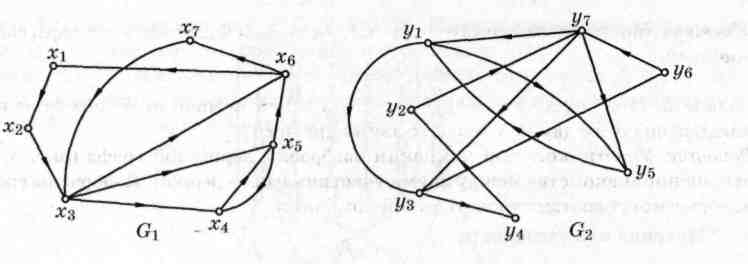 x₇
y₇
y₁
x₁
x₆
y₆
y₂
x₂
x₅
y₅
x₃
x₄
y₃
G₁
y₄
G₂